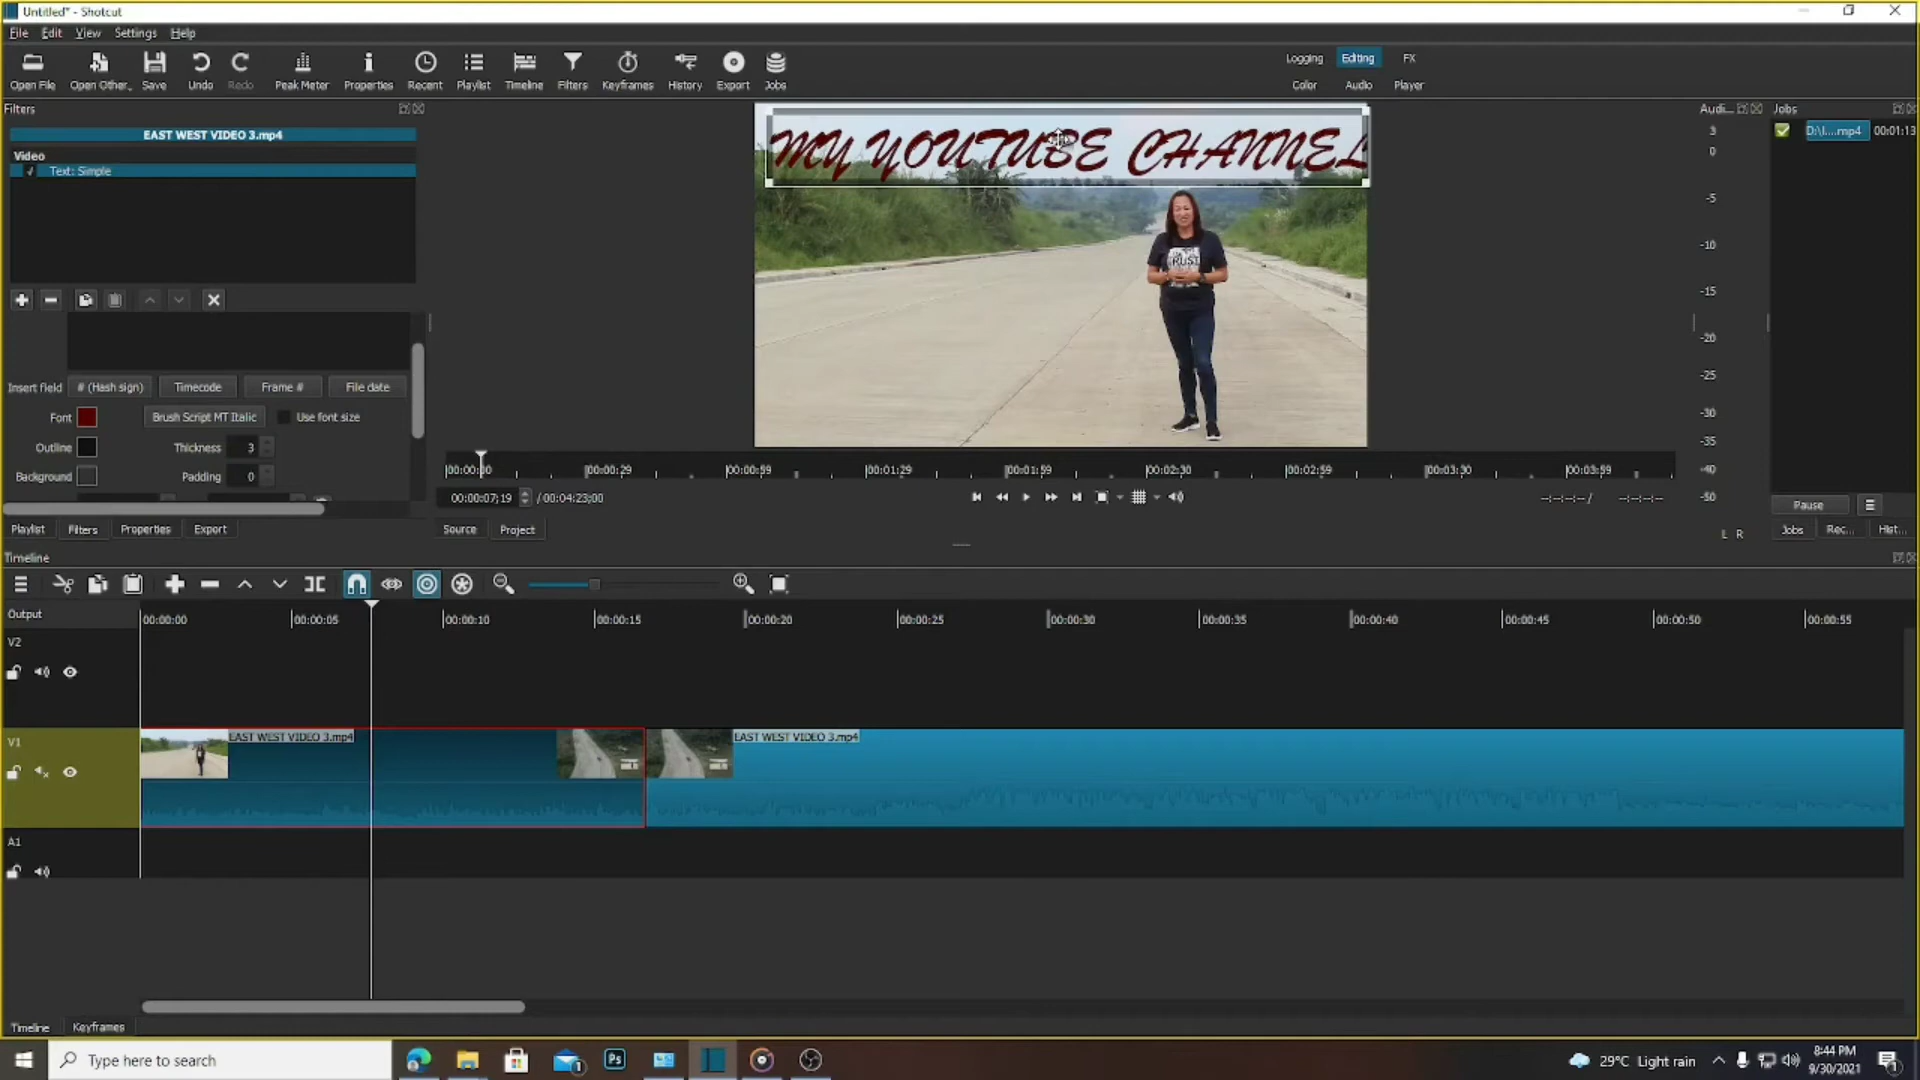 Untitled* - Shotcut
File Edit View Settings Help
Open File Open Other.. Save Undo Redo Peak Meter Properties Recent Playlist Timeline Filters Keyframes History Export Jobs
Logging Editing FX
Color Audio Player
Filters
Audi...
Jobs
EAST WEST VIDEO 3.mp4
Video
Text: Simple
MY YOUTUBE CHANNEL
TRUST
D:\I....mp4 00:01:13
3
0
-5
-10
-15
-20
-25
-30
-35
-40
-50
L R
Insert field # (Hash sign) Timecode Frame # File date
Font Brush Script MT Italic Use font size
Outline Thickness 3
Background Padding 0
00:00:00 00:00:29 00:00:59 00:01:29 00:01:59 00:02:30 00:02:59 00:03:30 00:03:59
00:00:07;19 / 00:04:23;00
--:--:--:-- / --:--:--:--
Pause
Playlist Filters Properties Export
Source Project
Jobs Rec... Hist...
Timeline
Output
00:00:00 00:00:05 00:00:10 00:00:15 00:00:20 00:00:25 00:00:30 00:00:35 00:00:40 00:00:45 00:00:50 00:00:55
V2
V1
EAST WEST VIDEO 3.mp4 EAST WEST VIDEO 3.mp4
A1
Timeline Keyframes
Type here to search
Ps
29°C Light rain
8:44 PM
9/30/2021